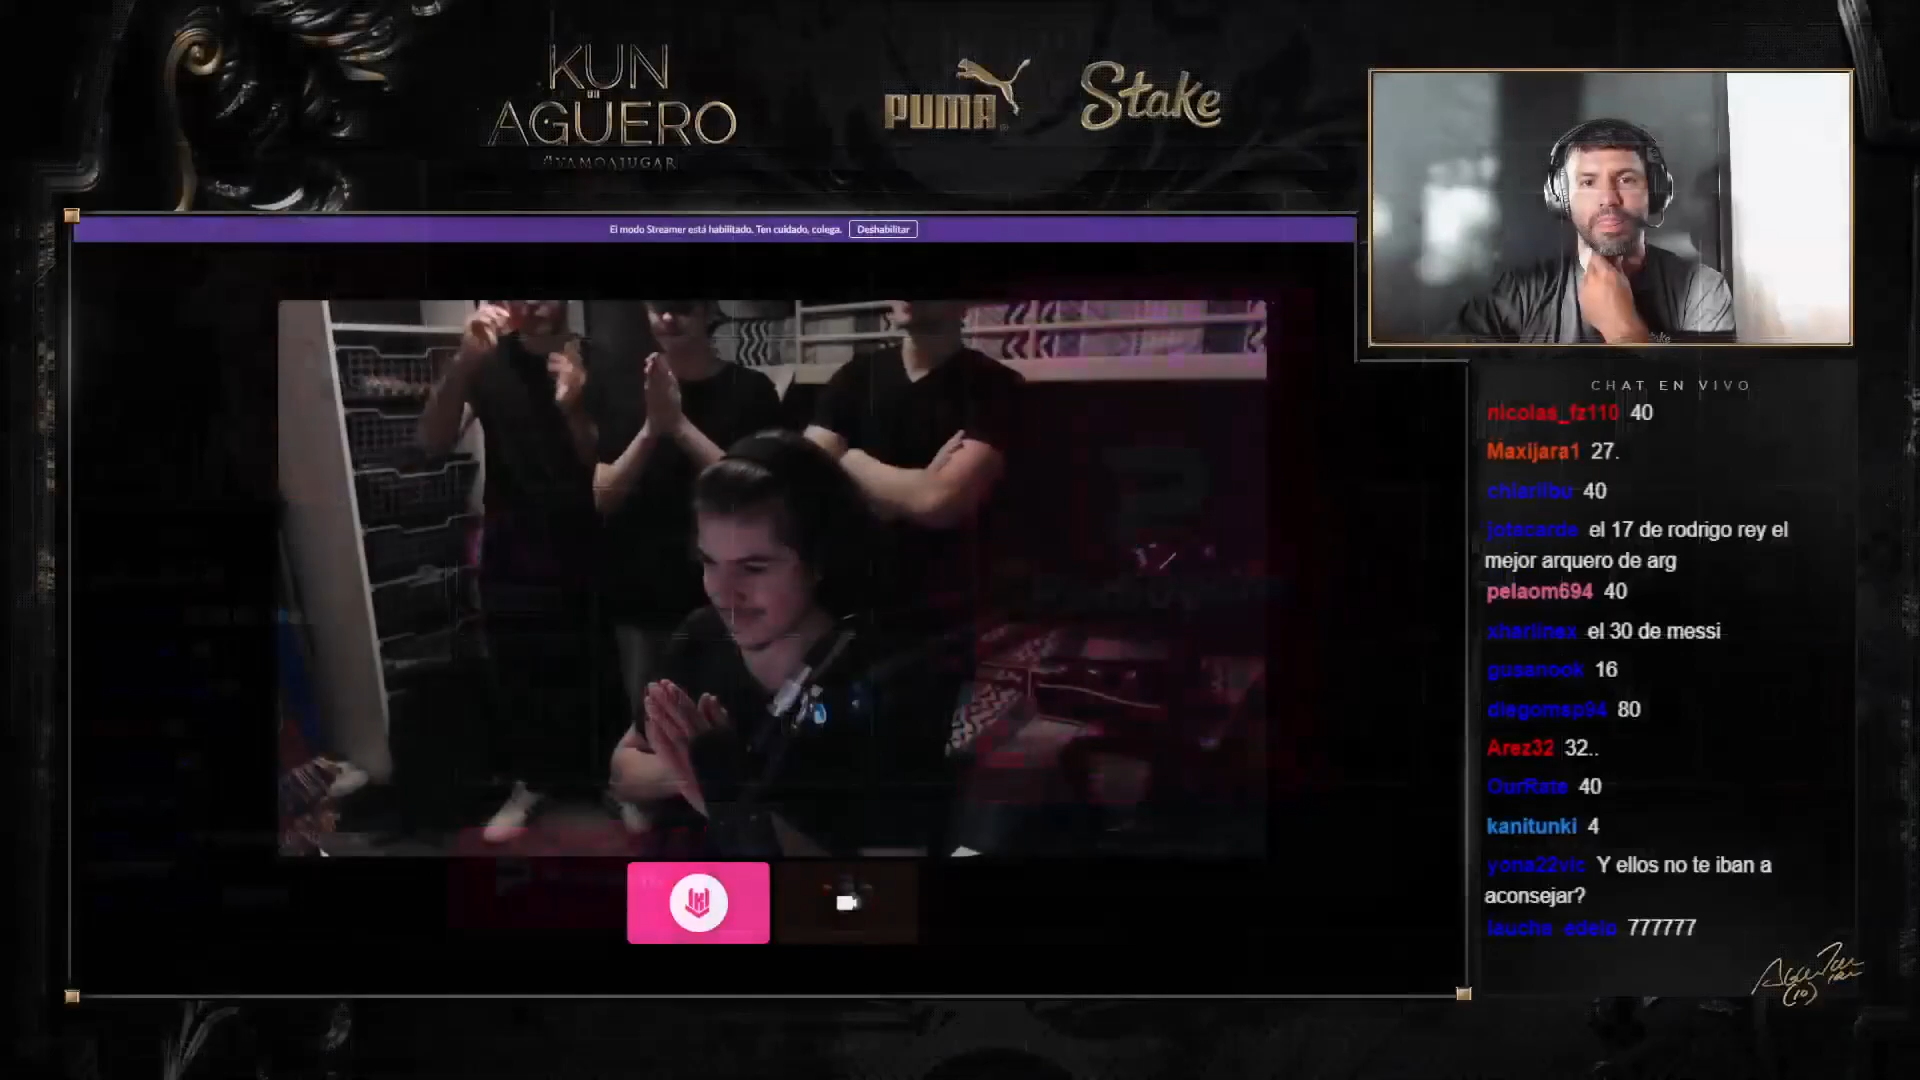 KUN
AGÜERO
#VAMOAJUGAR
PUMA
Stake
El modo Streamer está habilitado. Ten cuidado, colega. Deshabilitar
CHAT EN VIVO
nicolas_fz110 40
Maxijara1 27.
chiarlibu 40
jotacarde el 17 de rodrigo rey el
mejor arquero de arg
pelaom694 40
xharlinex el 30 de messi
gusanook 16
diegomsp94 80
Arez32 32..
OurRate 40
kanitunki 4
yona22vic Y ellos no te iban a
aconsejar?
laucha_edelp 777777
(10)